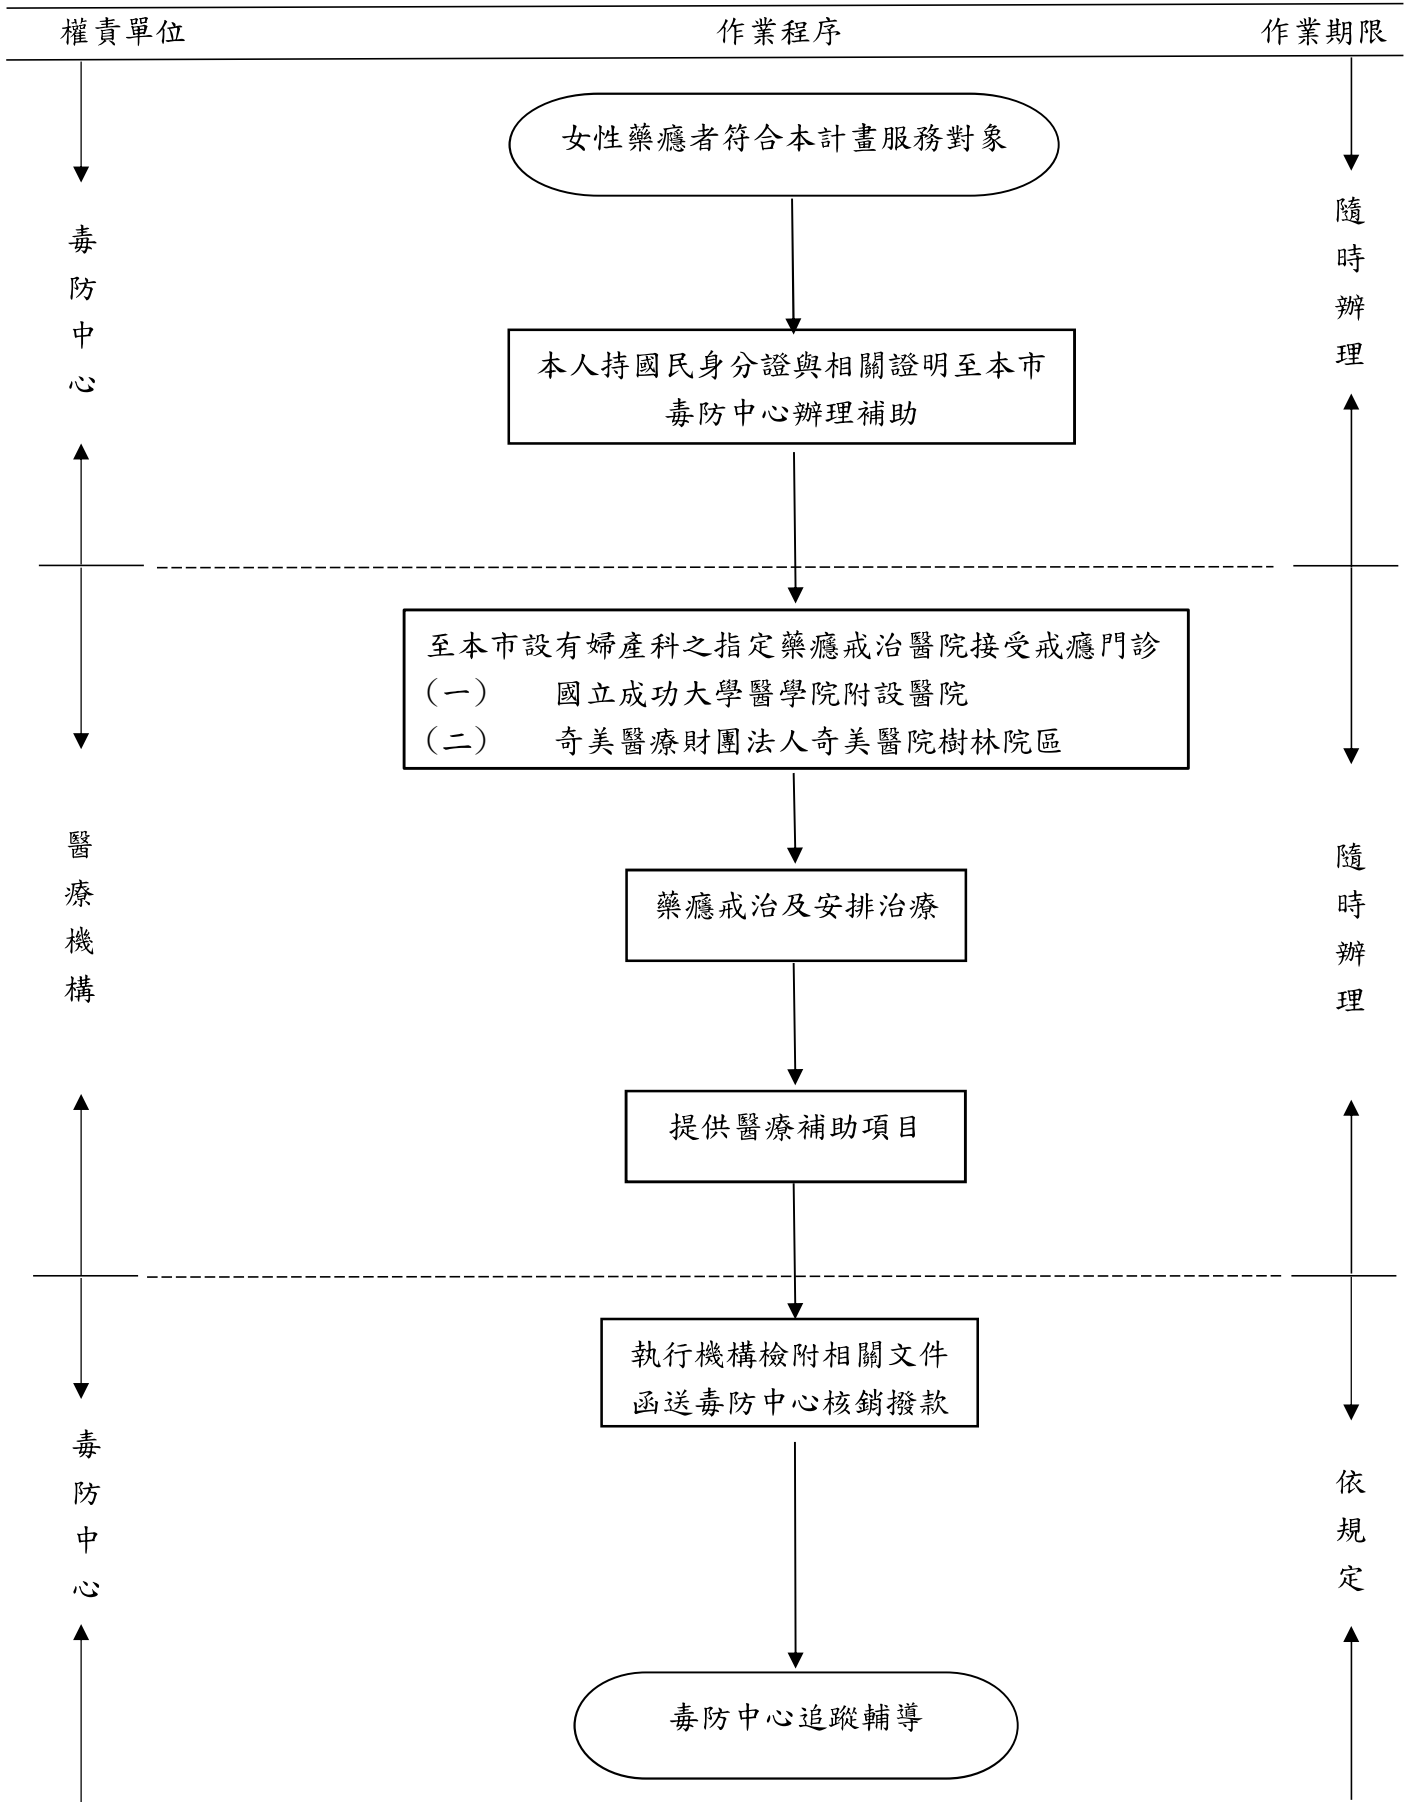 權責單位
作業程序
作業期限
女性藥癮者符合本計畫服務對象
毒防中心
隨時辦理
本人持國民身分證與相關證明至本市
毒防中心辦理補助
至本市設有婦產科之指定藥癮戒治醫院接受戒癮門診
(一) 國立成功大學醫學院附設醫院
(二) 奇美醫療財團法人奇美醫院樹林院區
醫療機構
隨時辦理
藥癮戒治及安排治療
提供醫療補助項目
執行機構檢附相關文件
函送毒防中心核銷撥款
毒防中心
依規定
毒防中心追蹤輔導